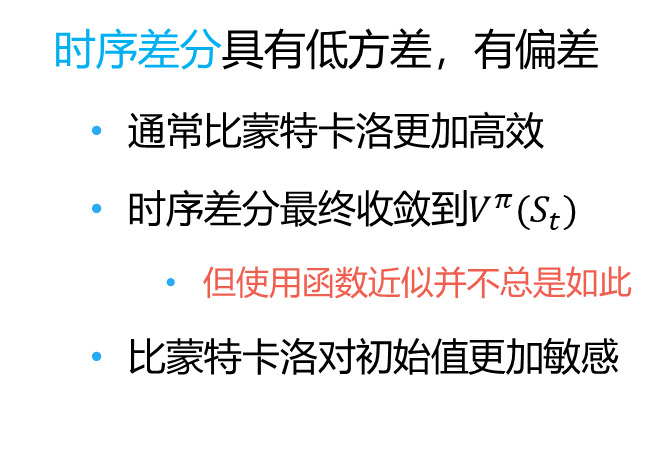 时序差分具有低方差，有偏差
• 通常比蒙特卡洛更加高效
• 时序差分最终收敛到𝑉^𝜋(𝑆_𝑡)
• 但使用函数近似并不总是如此
• 比蒙特卡洛对初始值更加敏感